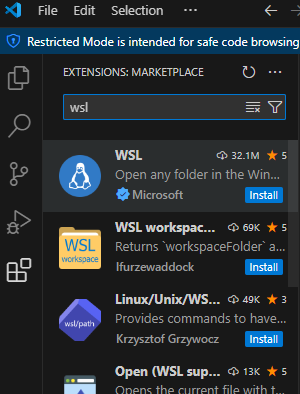 File Edit Selection ...
Restricted Mode is intended for safe code browsing
EXTENSIONS: MARKETPLACE
wsl
WSL 32.1M 5
Open any folder in the Win...
Microsoft Install
WSL workspac... 69K 5
WSL workspace
Returns `workspaceFolder` a...
lfurzewaddock Install
Linux/Unix/WS... 49K 3
wsl/path
Provides commands to have...
Krzysztof Grzywocz Install
Open (WSL sup... 13K 5
Opens the current file with t...